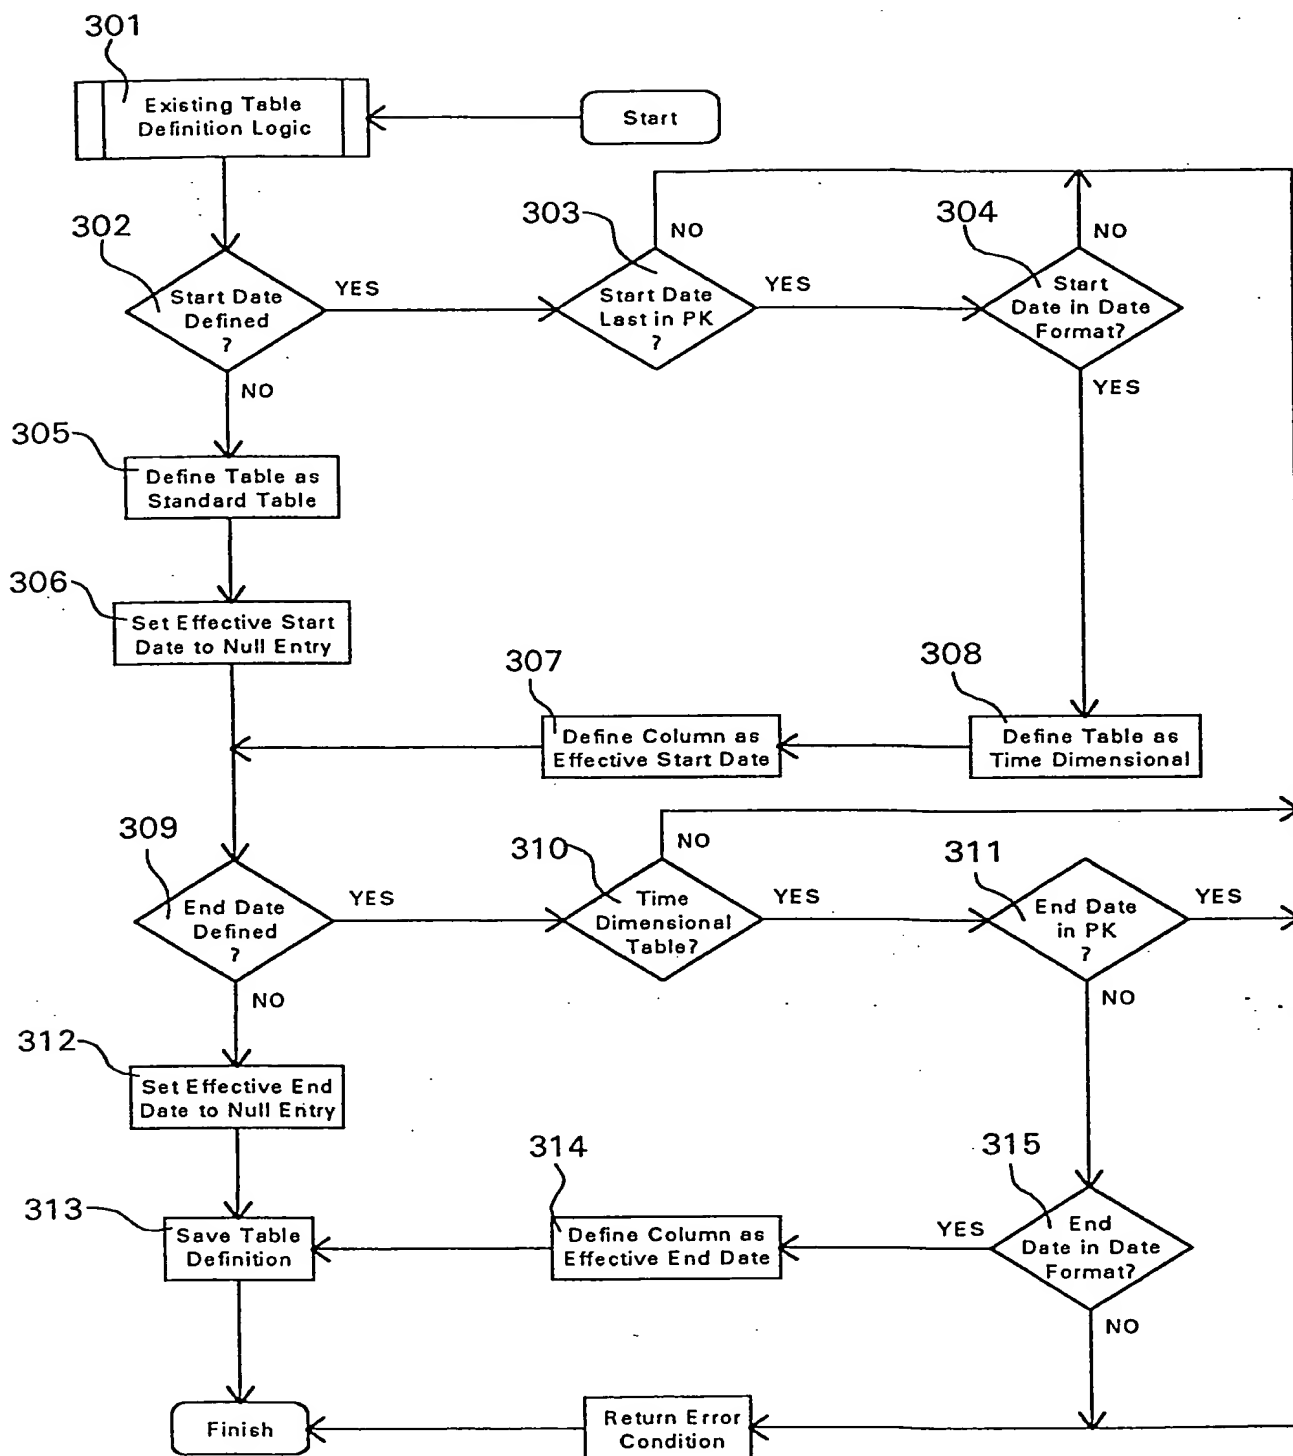 301
Existing Table
Definition Logic
Start
302
Start Date
Defined
?
YES
NO
303
Start Date
Last in PK
?
NO
YES
304
Start
Date in Date
Format?
NO
YES
305
Define Table as
Standard Table
306
Set Effective Start
Date to Null Entry
307
Define Column as
Effective Start Date
308
Define Table as
Time Dimensional
309
End Date
Defined
?
YES
NO
310
Time
Dimensional
Table?
NO
YES
311
End Date
in PK
?
YES
NO
312
Set Effective End
Date to Null Entry
313
Save Table
Definition
314
Define Column as
Effective End Date
315
End
Date in Date
Format?
YES
NO
Finish
Return Error
Condition